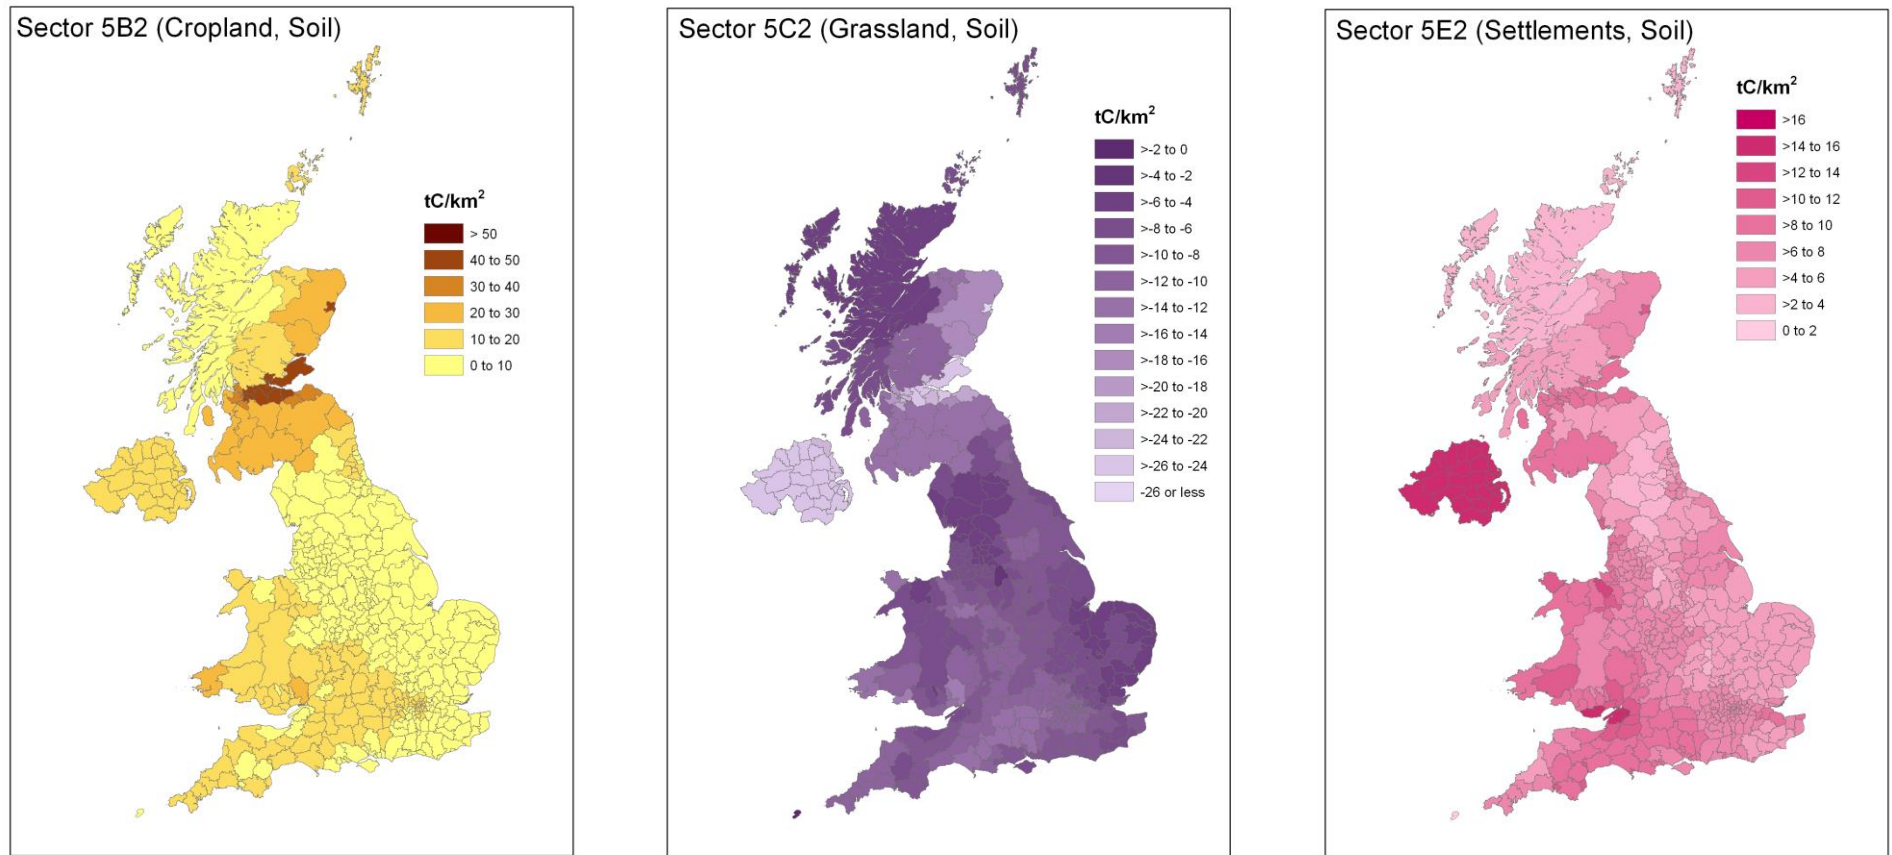 Sector 5B2 (Cropland, Soil)
tC/km²
> 50
40 to 50
30 to 40
20 to 30
10 to 20
0 to 10
Sector 5C2 (Grassland, Soil)
tC/km²
>-2 to 0
>-4 to -2
>-6 to -4
>-8 to -6
>-10 to -8
>-12 to -10
>-14 to -12
>-16 to -14
>-18 to -16
>-20 to -18
>-22 to -20
>-24 to -22
>-26 to -24
-26 or less
Sector 5E2 (Settlements, Soil)
tC/km²
>16
>14 to 16
>12 to 14
>10 to 12
>8 to 10
>6 to 8
>4 to 6
>2 to 4
0 to 2